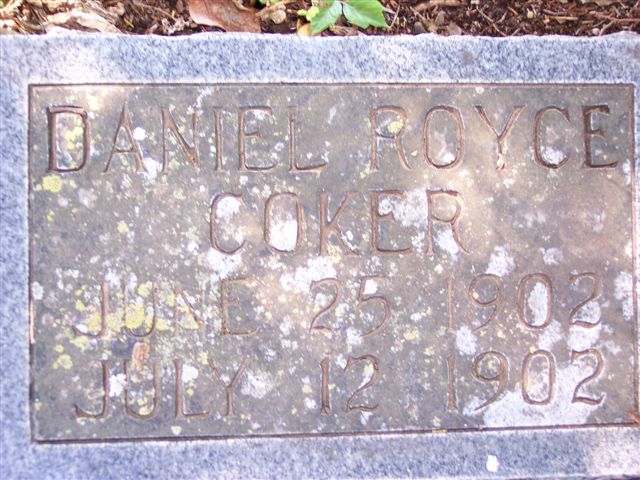 DANIEL ROYCE
COKER
JUNE 25 1902
JULY 12 1902